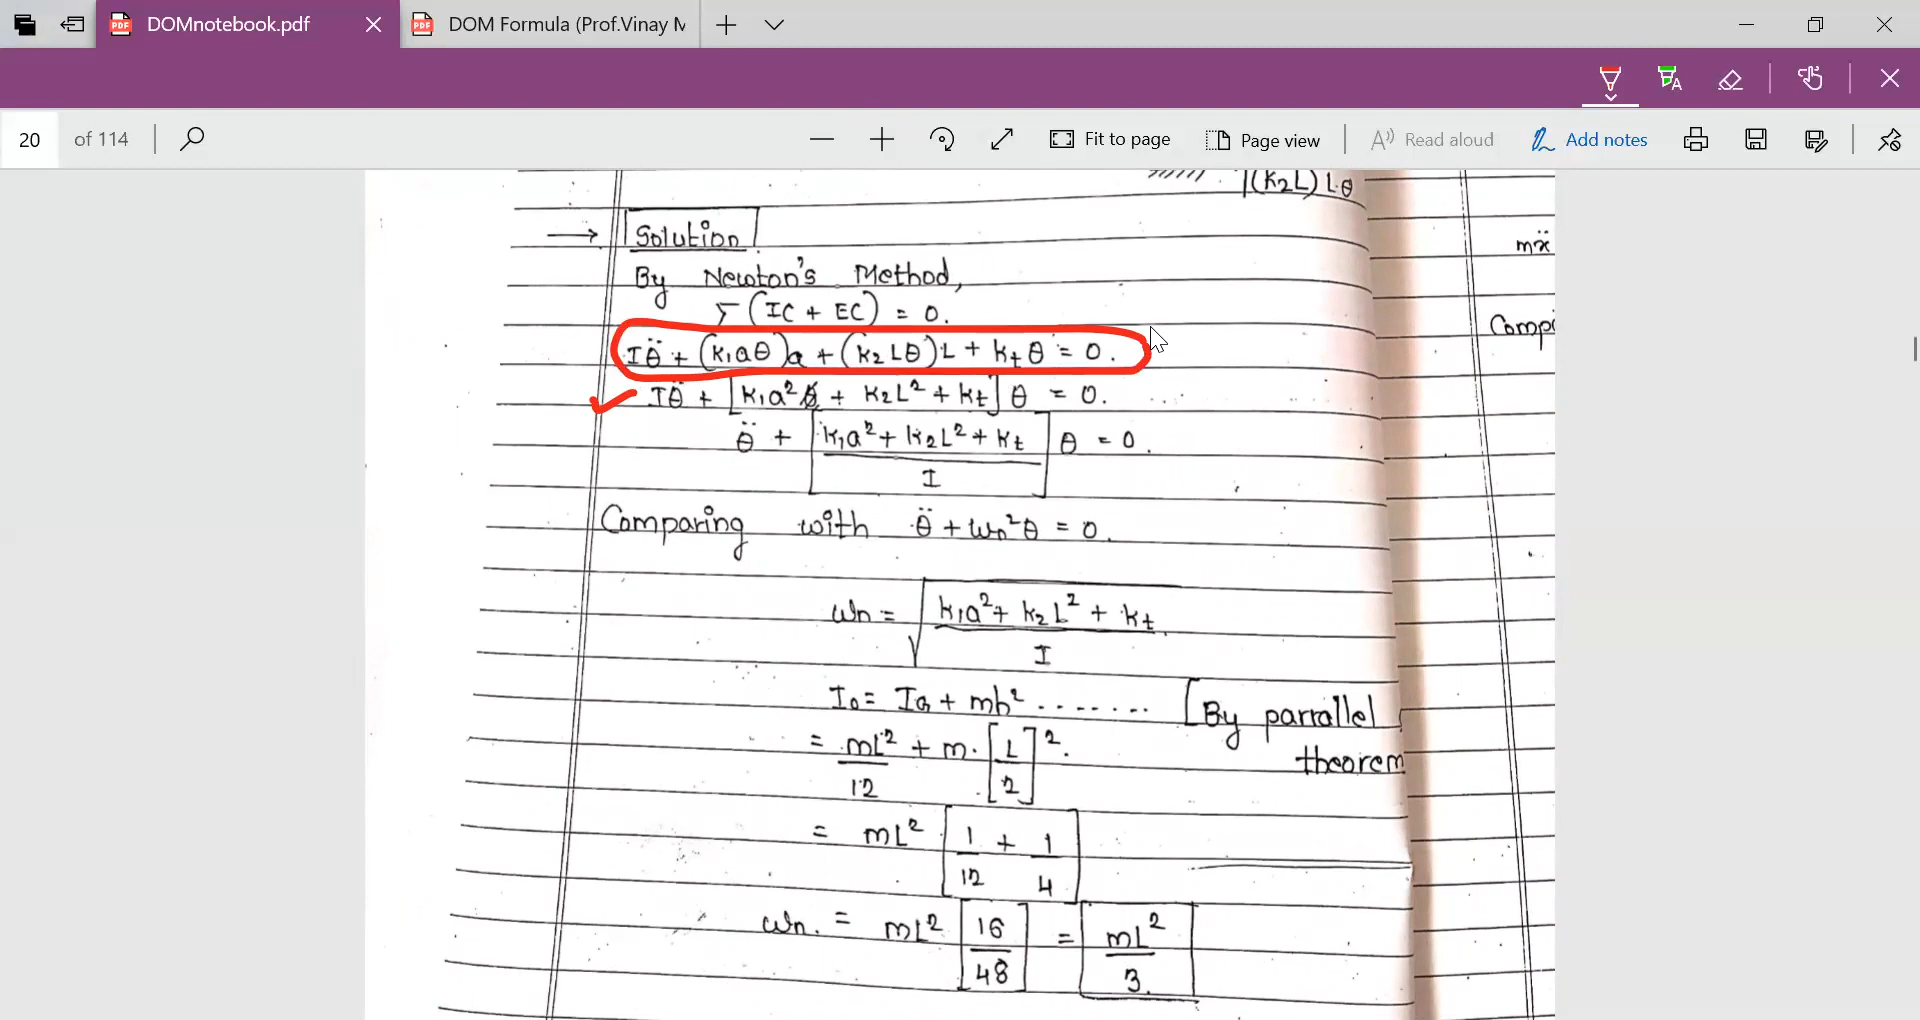 DOMnotebook.pdf
DOM Formula (Prof.Vinay M
20 of 114
Fit to page
Page view
Read aloud
Add notes
(K₂L) Lθ
→ Solution
By Newton's Method,
Σ (IC + EC) = 0.
Iθ̈ + (K₁aθ)a + (K₂Lθ)L + Ktθ = 0.
Iθ̈ + [K₁a²θ + K₂L² + Kt] θ = 0.
θ̈ + [K₁a² + K₂L² + Kt / I] θ = 0.
Comparing with θ̈ + ωn²θ = 0.
ωn = √(K₁a² + K₂L² + Kt / I)
I₀ = IG + mh² ....... [By parrallel theorem
= mL²/12 + m. [L/2]².
= mL² [1/12 + 1/4]
ωn. = mL² [16/48] = mL²/3.
mẍ
Comp